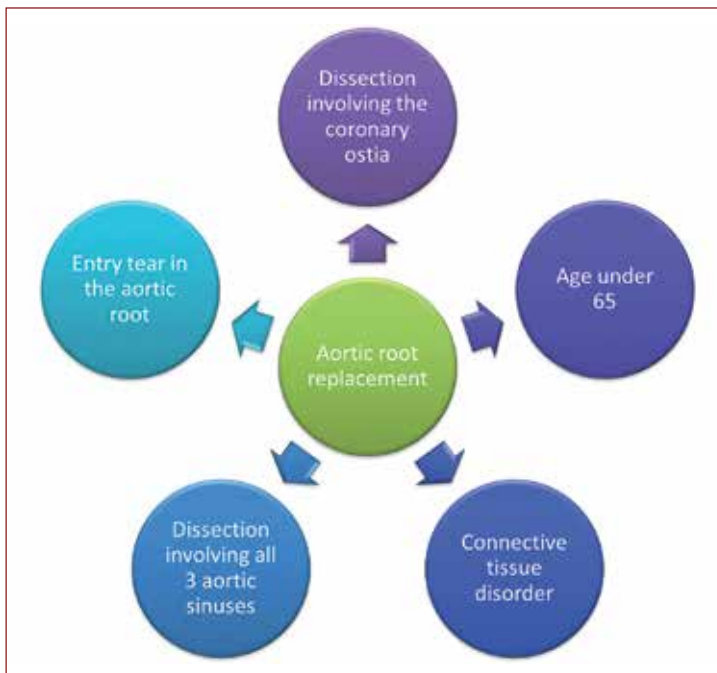 Dissection
involving the
coronary
ostia
Entry tear in
the aortic
root
Age under
65
Aortic root
replacement
Dissection
involving all
3 aortic
sinuses
Connective
tissue
disorder